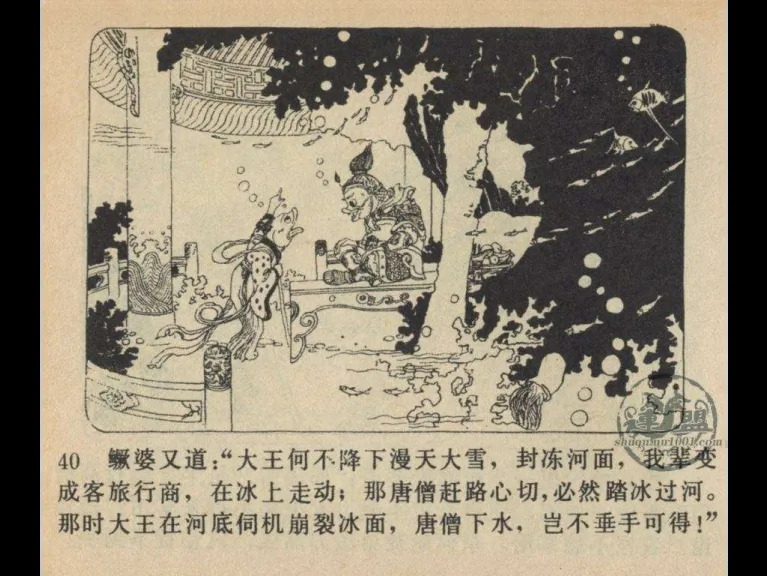 40 鳜婆又道：“大王何不降下漫天大雪，封冻河面，我辈变
成客旅行商，在冰上走动；那唐僧赶路心切，必然踏冰过河。
那时大王在河底伺机崩裂冰面，唐僧下水，岂不垂手可得！”
shuqumn1001.com